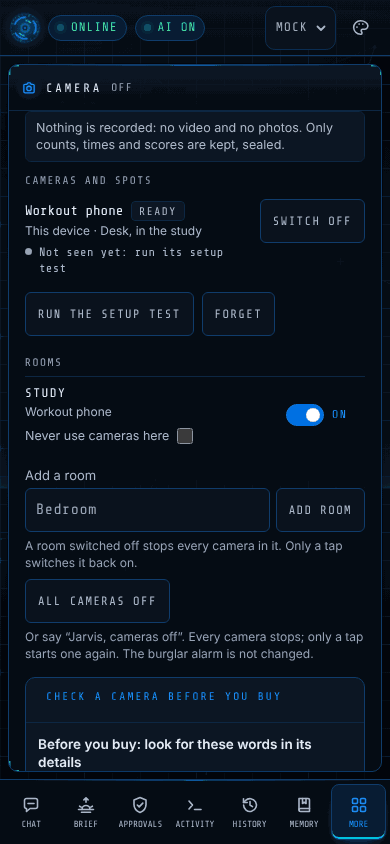 ONLINE
AI ON
MOCK
CAMERA OFF
Nothing is recorded: no video and no photos. Only
counts, times and scores are kept, sealed.
CAMERAS AND SPOTS
Workout phone READY
This device · Desk, in the study
Not seen yet: run its setup
test
SWITCH OFF
RUN THE SETUP TEST
FORGET
ROOMS
STUDY
Workout phone
ON
Never use cameras here
Add a room
Bedroom
ADD ROOM
A room switched off stops every camera in it. Only a tap
switches it back on.
ALL CAMERAS OFF
Or say “Jarvis, cameras off”. Every camera stops; only a tap
starts one again. The burglar alarm is not changed.
CHECK A CAMERA BEFORE YOU BUY
Before you buy: look for these words in its
details
CHAT
BRIEF
APPROVALS
ACTIVITY
HISTORY
MEMORY
MORE